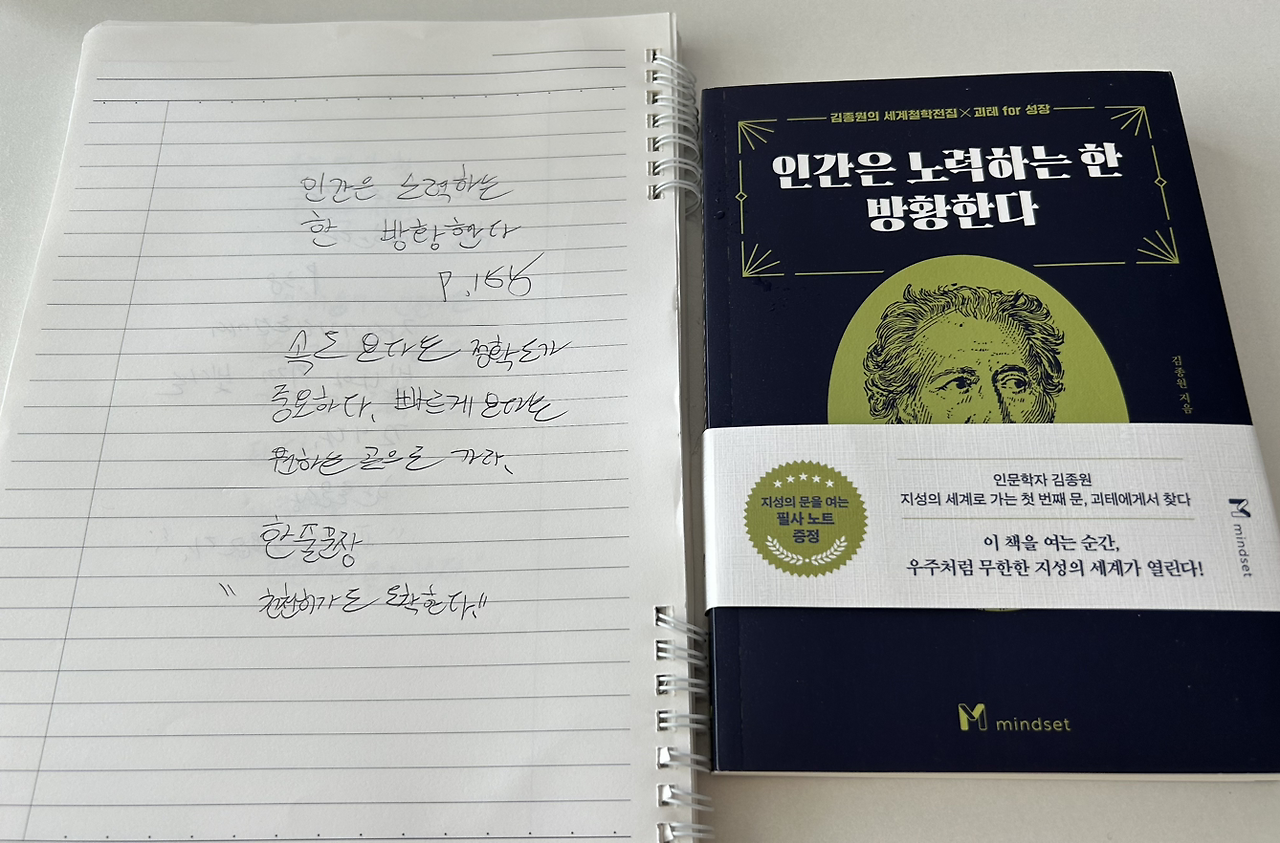 인간은 노력하는
한 방황한다
속도 보다는 정확도가
중요하다. 빠르게 보다는
원하는 곳으로 가라.
한줄문장
"천천히가도 도착한다."
김종원의 세계철학전집×괴테 for 성장
인간은 노력하는 한
방황한다
김종원 지음
지성의 문을 여는
필사 노트
증정
인문학자 김종원
지성의 세계로 가는 첫 번째 문, 괴테에게서 찾다
이 책을 여는 순간,
우주처럼 무한한 지성의 세계가 열린다!
mindset
mindset